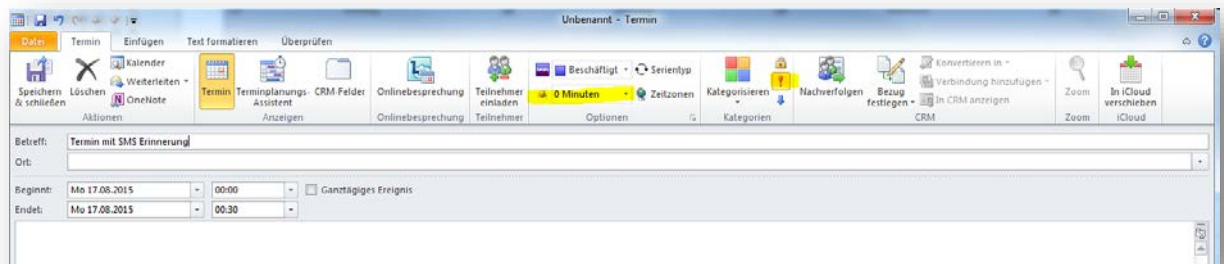 Unbenannt - Termin
Datei Termin Einfügen Text formatieren Überprüfen
Speichern & schließen
Löschen
Kalender
Weiterleiten
OneNote
Aktionen
Termin
Terminplanungs-Assistent
CRM-Felder
Anzeigen
Onlinebesprechung
Onlinebesprechung
Teilnehmer einladen
Teilnehmer
Beschäftigt
Serientyp
0 Minuten
Zeitzonen
Optionen
Kategorisieren
Kategorien
Nachverfolgen
Bezug festlegen
Konvertieren in
Verbindung hinzufügen
In CRM anzeigen
CRM
Zoom
Zoom
In iCloud verschieben
iCloud
Betreff: Termin mit SMS Erinnerung
Ort:
Beginnt: Mo 17.08.2015 00:00 Ganztägiges Ereignis
Endet: Mo 17.08.2015 00:30